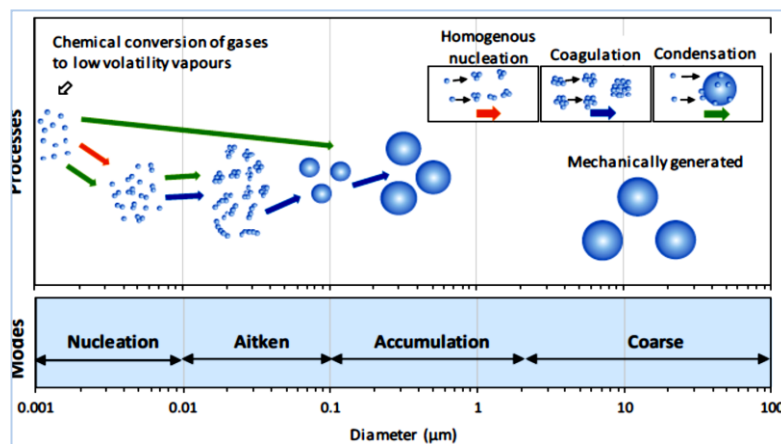 Chemical conversion of gases
to low volatility vapours
Homogenous
nucleation
Coagulation
Condensation
Mechanically generated
Processes
Modes
Nucleation
Aitken
Accumulation
Coarse
0.001
0.01
0.1
1
10
100
Diameter (μm)